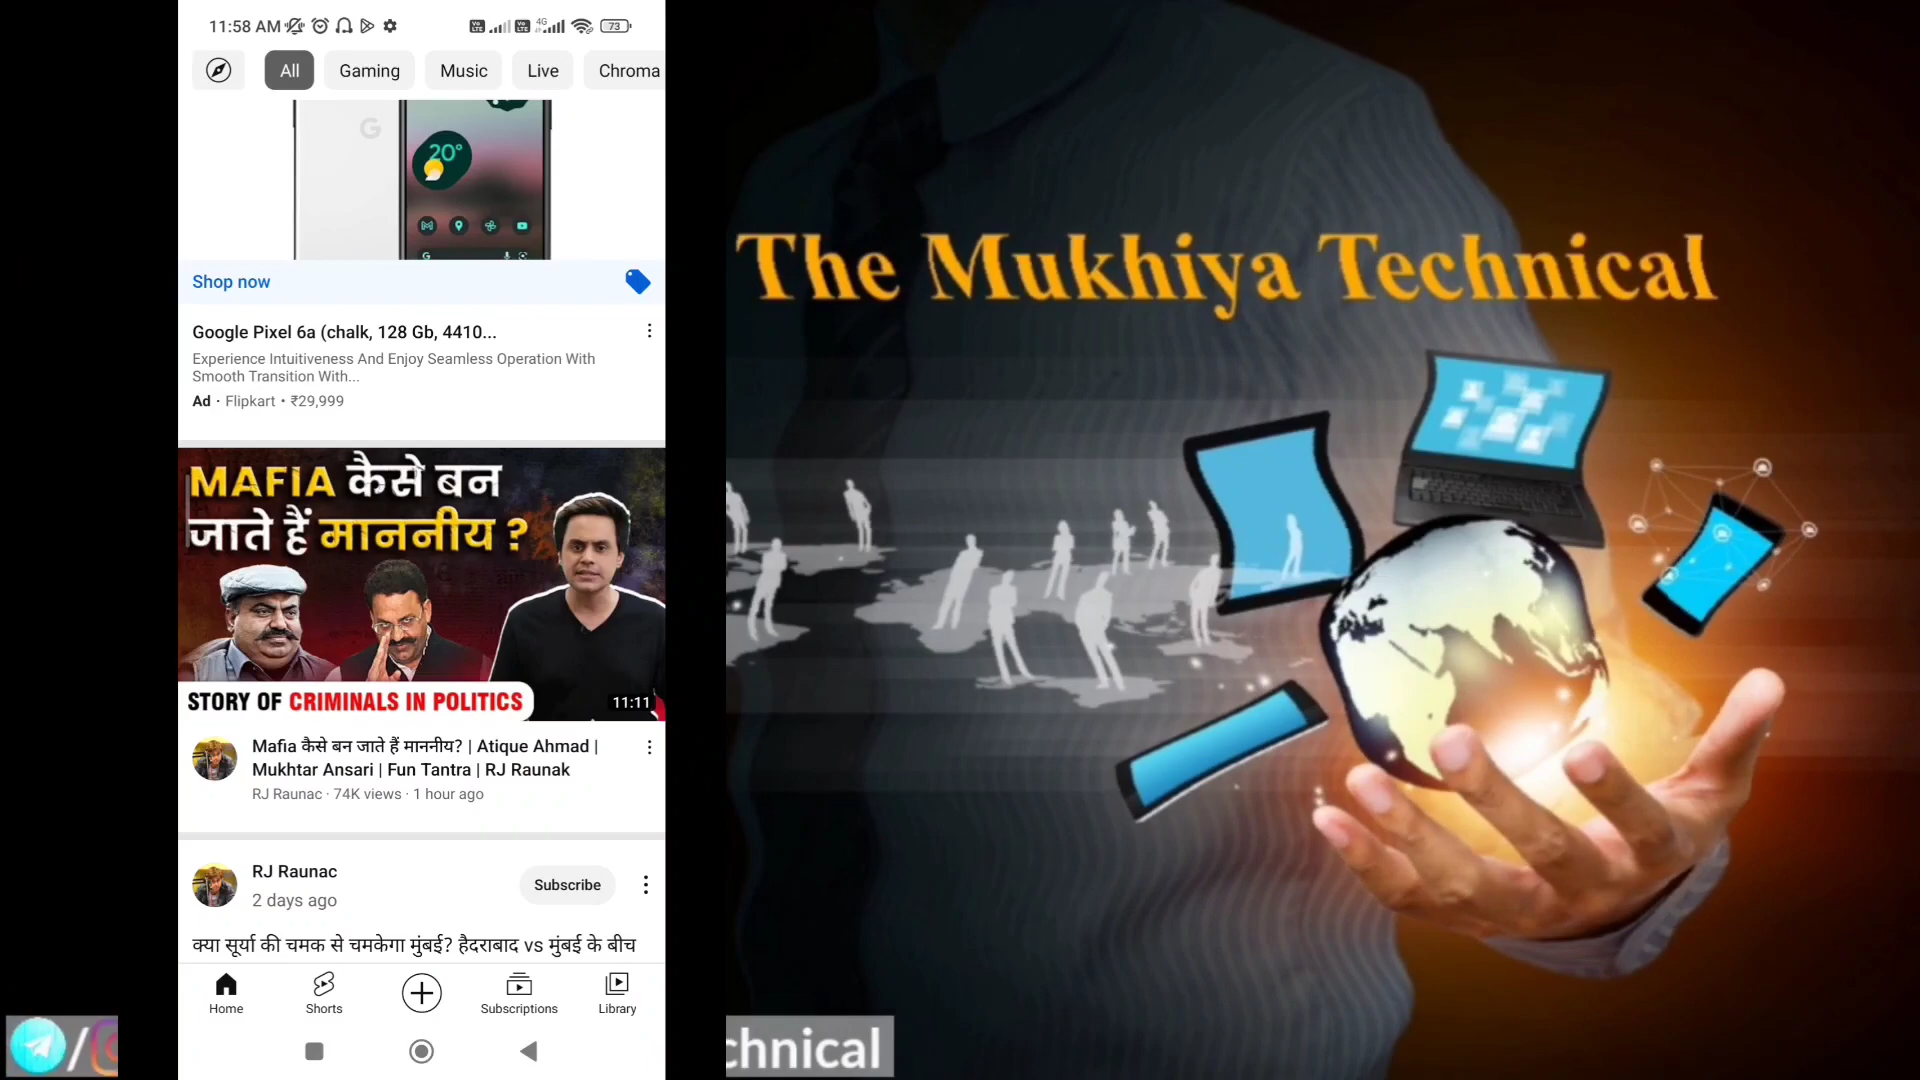 11:58 AM
4G
73
All
Gaming
Music
Live
Chroma
G
20°
G
Shop now
Google Pixel 6a (chalk, 128 Gb, 4410...
Experience Intuitiveness And Enjoy Seamless Operation With
Smooth Transition With...
Ad · Flipkart • ₹29,999
MAFIA कैसे बन
जाते हैं माननीय ?
STORY OF CRIMINALS IN POLITICS
11:11
Mafia कैसे बन जाते हैं माननीय? | Atique Ahmad |
Mukhtar Ansari | Fun Tantra | RJ Raunak
RJ Raunac · 74K views · 1 hour ago
RJ Raunac
2 days ago
Subscribe
क्या सूर्या की चमक से चमकेगा मुंबई? हैदराबाद vs मुंबई के बीच
Home
Shorts
Subscriptions
Library
The Mukhiya Technical
/
chnical